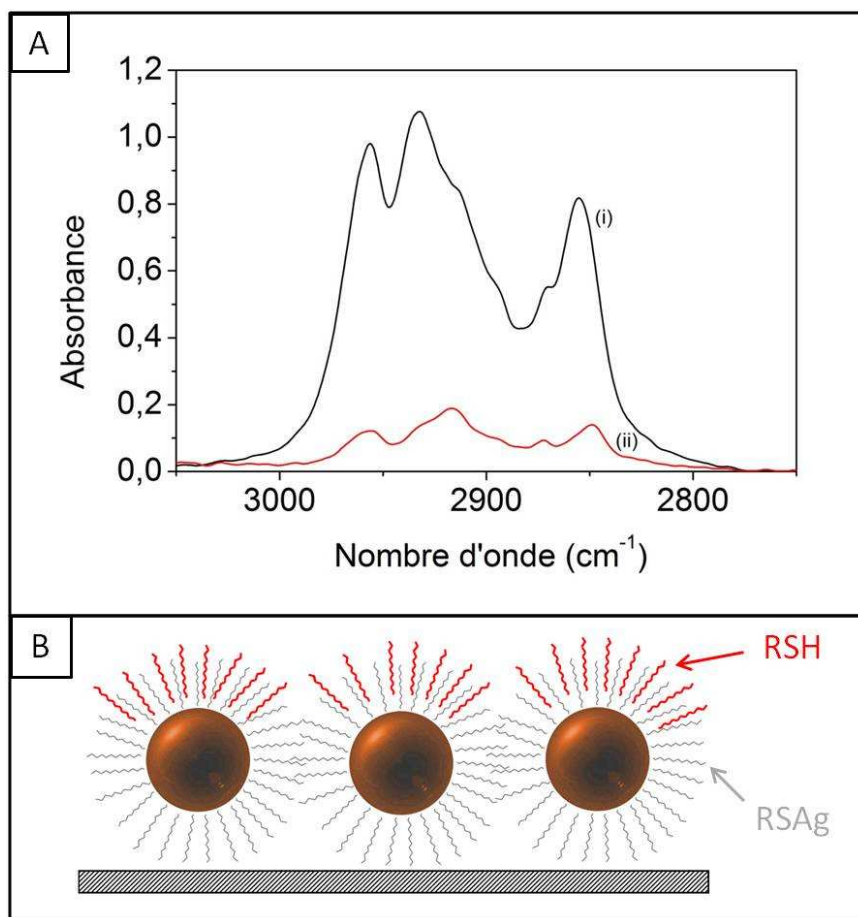 A
1,2
1,0
0,8
0,6
0,4
0,2
0,0
Absorbance
(i)
(ii)
3000 2900 2800
Nombre d'onde (cm⁻¹)
B
RSH
RSAg